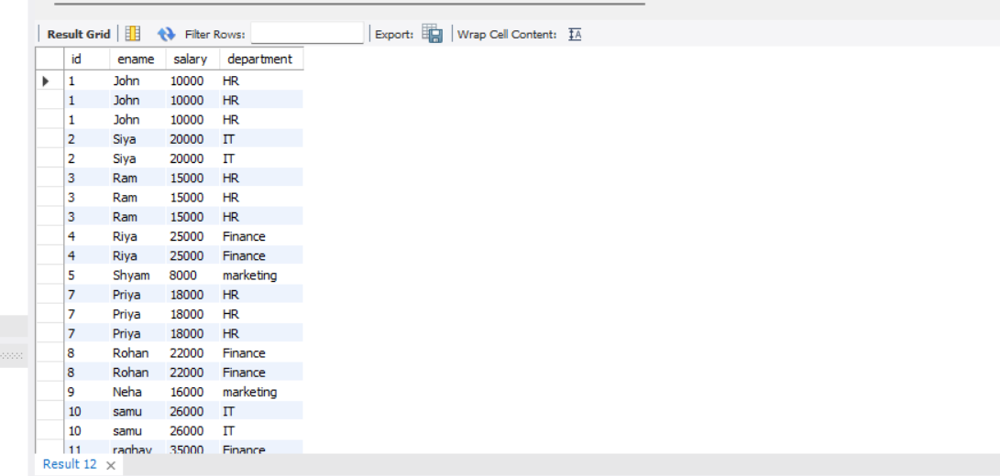 Result Grid Filter Rows: Export: Wrap Cell Content: IA
id ename salary department
1 John 10000 HR
1 John 10000 HR
1 John 10000 HR
2 Siya 20000 IT
2 Siya 20000 IT
3 Ram 15000 HR
3 Ram 15000 HR
3 Ram 15000 HR
4 Riya 25000 Finance
4 Riya 25000 Finance
5 Shyam 8000 marketing
7 Priya 18000 HR
7 Priya 18000 HR
7 Priya 18000 HR
8 Rohan 22000 Finance
8 Rohan 22000 Finance
9 Neha 16000 marketing
10 samu 26000 IT
10 samu 26000 IT
11 raghav 35000 Finance
Result 12